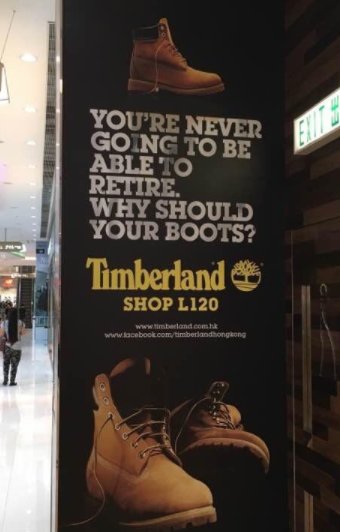 YOU'RE NEVER
GOING TO BE
ABLE TO
RETIRE.
WHY SHOULD
YOUR BOOTS?
Timberland
SHOP L120
www.timberland.com.hk
www.facebook.com/timberlandhongkong
EXIT 出